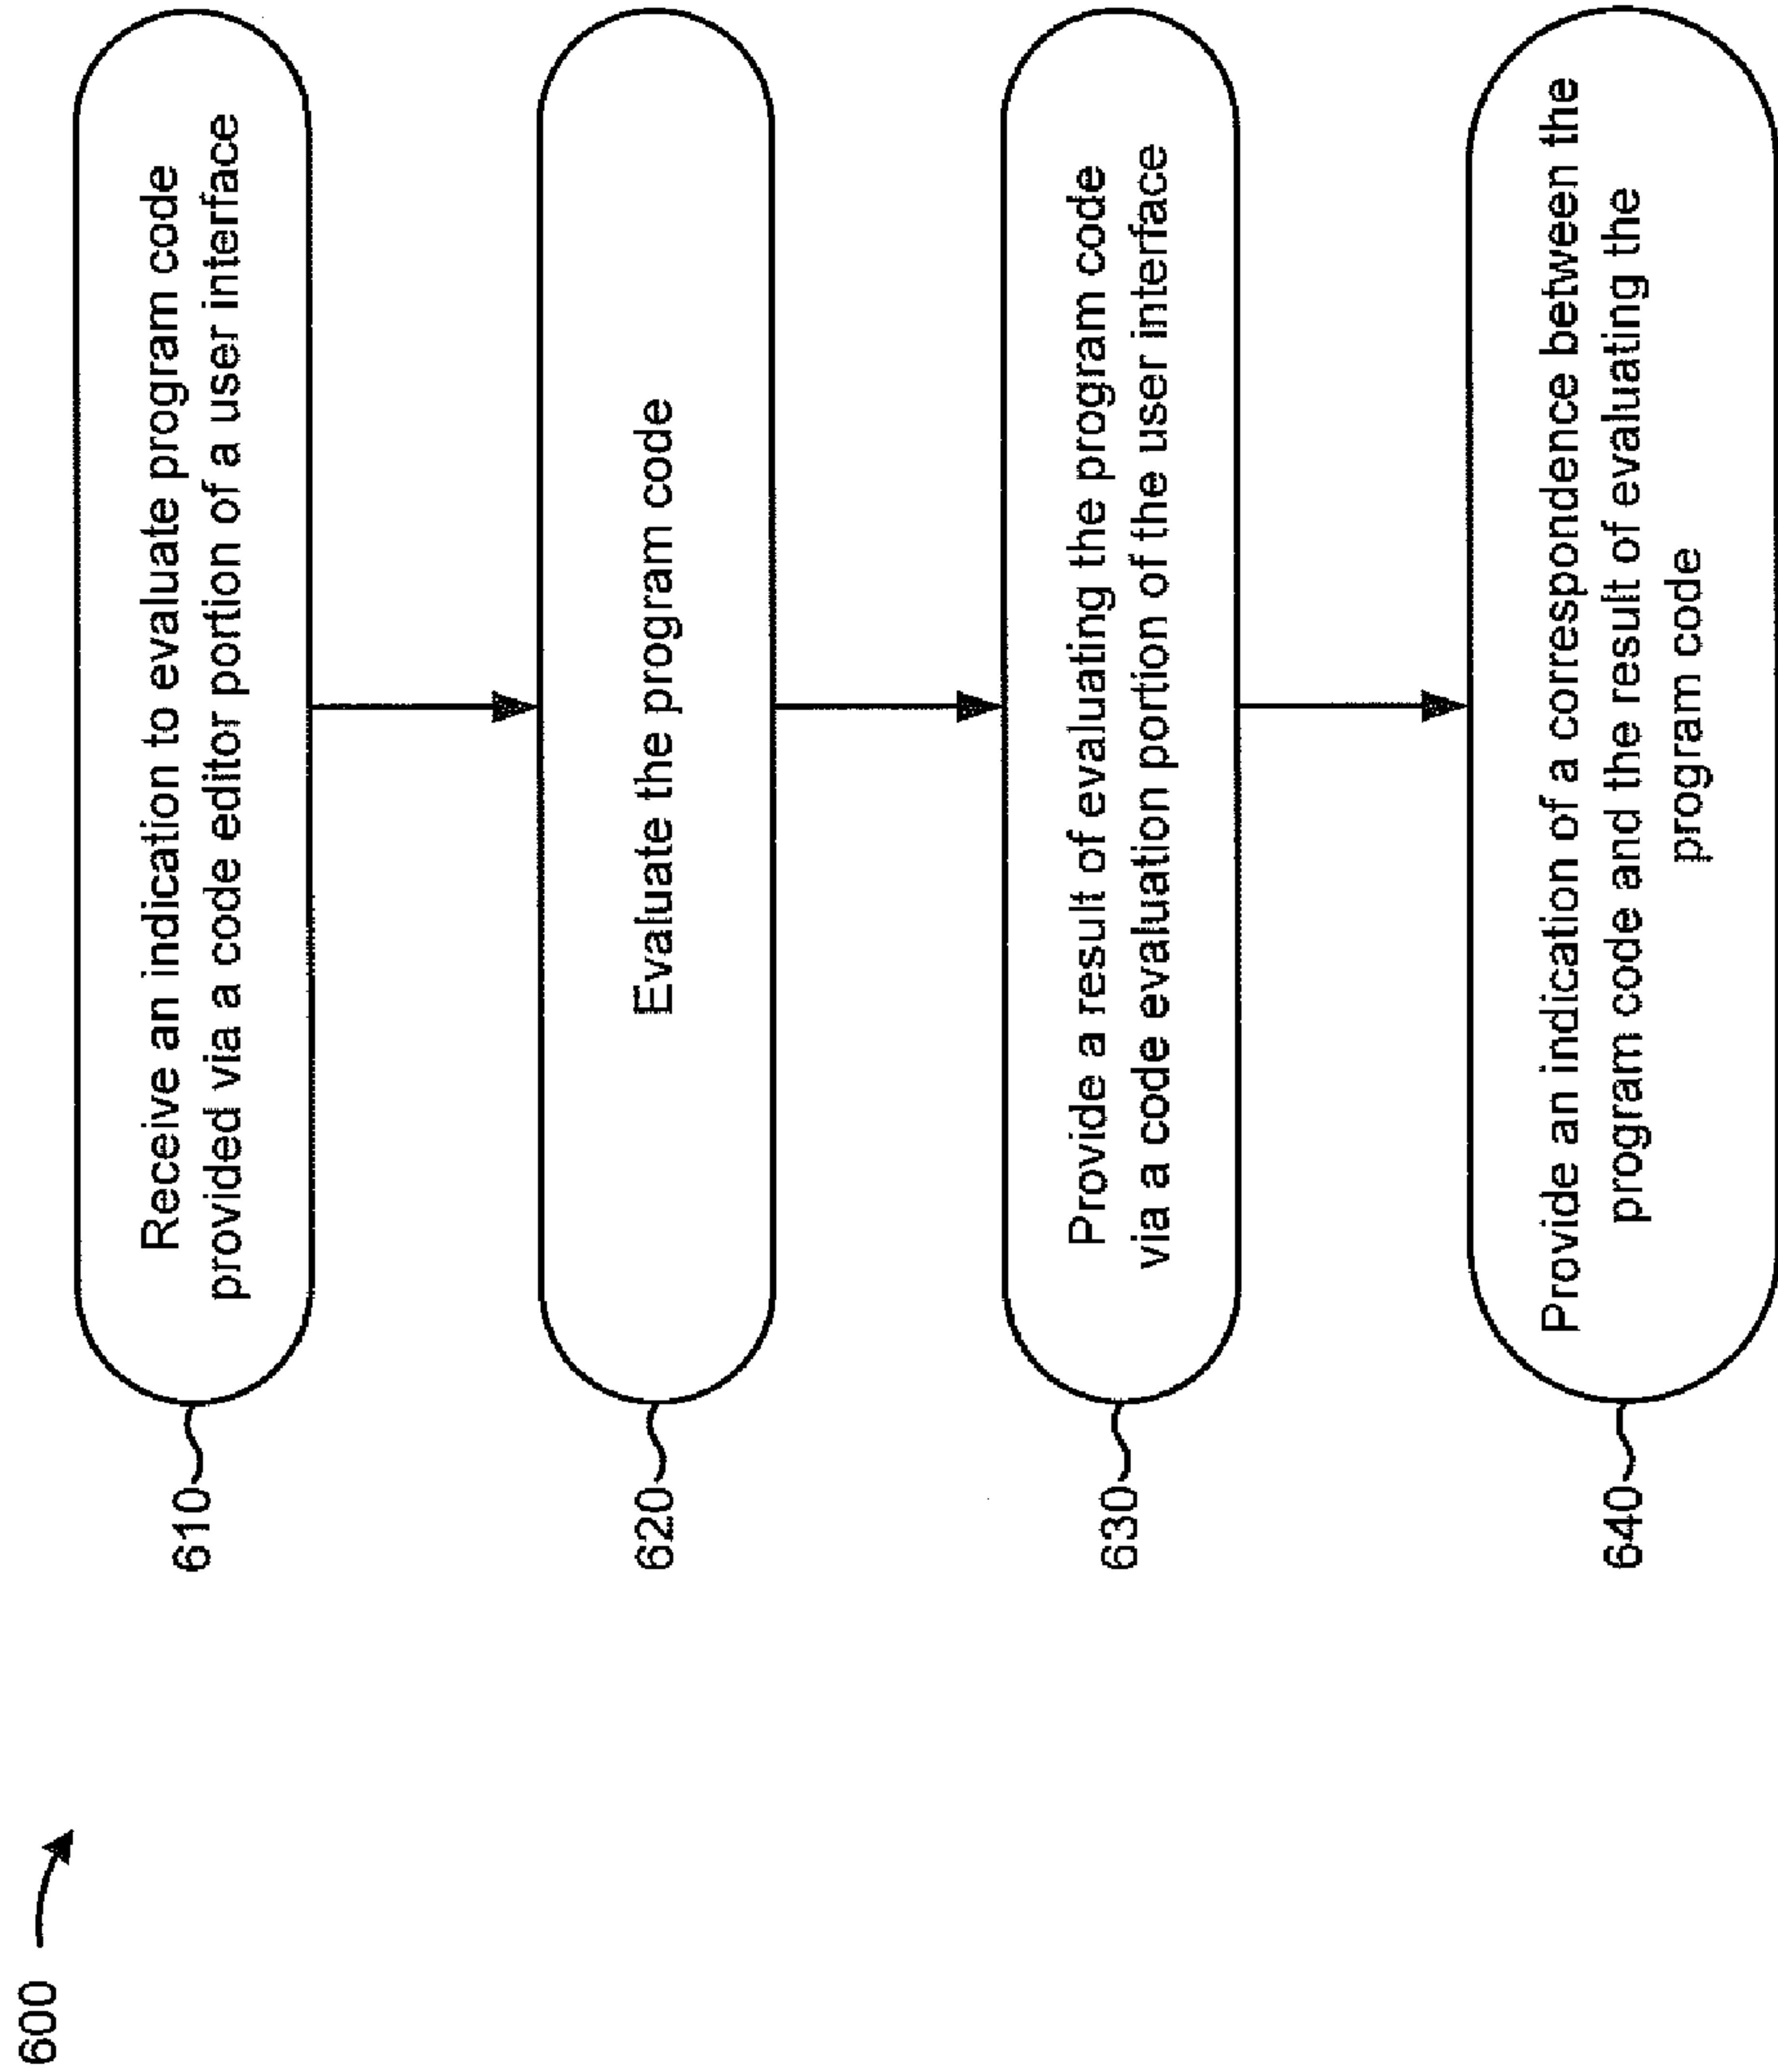 600
610
Receive an indication to evaluate program code
provided via a code editor portion of a user interface
620
Evaluate the program code
630
Provide a result of evaluating the program code
via a code evaluation portion of the user interface
640
Provide an indication of a correspondence between the
program code and the result of evaluating the
program code